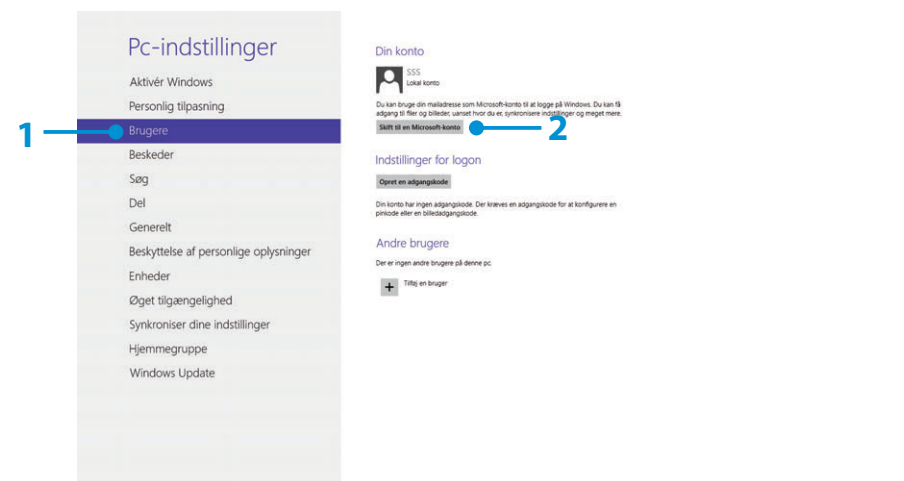 Pc-indstillinger
Aktivér Windows
Personlig tilpasning
1
Brugere
Beskeder
Søg
Del
Generelt
Beskyttelse af personlige oplysninger
Enheder
Øget tilgængelighed
Synkroniser dine indstillinger
Hjemmegruppe
Windows Update
Din konto
SSS
Lokal konto
Du kan bruge din mailadresse som Microsoft-konto til at logge på Windows. Du kan få
adgang til filer og billeder, uanset hvor du er, synkronisere indstillinger og meget mere.
Skift til en Microsoft-konto
2
Indstillinger for logon
Opret en adgangskode
Din konto har ingen adgangskode. Der kræves en adgangskode for at konfigurere en
pinkode eller en billedadgangskode.
Andre brugere
Der er ingen andre brugere på denne pc.
Tilføj en bruger